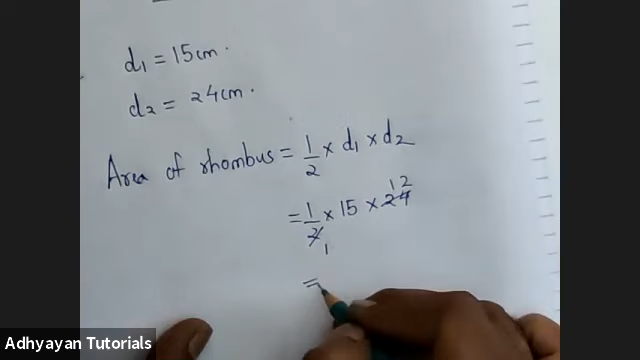 d₁ = 15cm.
d₂ = 24cm.
Area of rhombus = 1/2 × d₁ × d₂
= 1/2 × 15 × 24 12
1
=
Adhyayan Tutorials